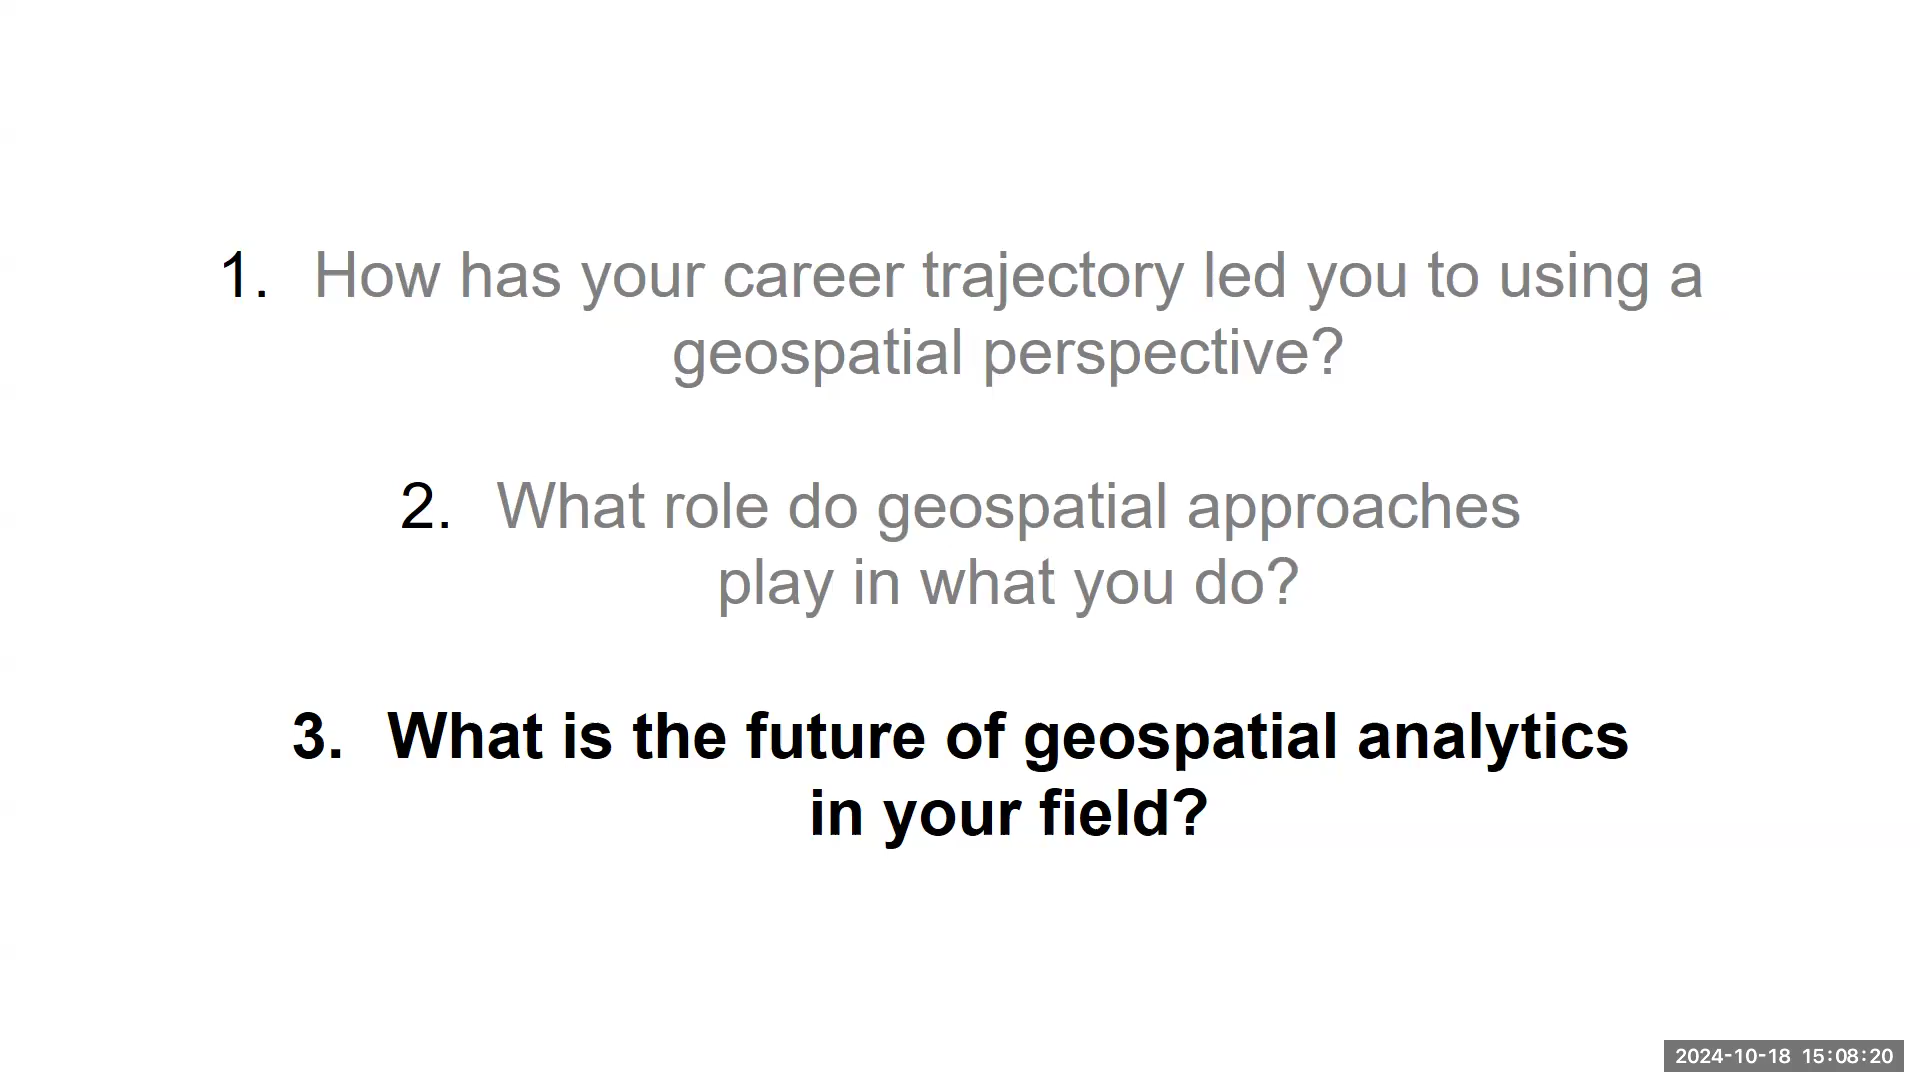 1. How has your career trajectory led you to using a
geospatial perspective?
2. What role do geospatial approaches
play in what you do?
3. What is the future of geospatial analytics
in your field?
2024-10-18 15:08:20